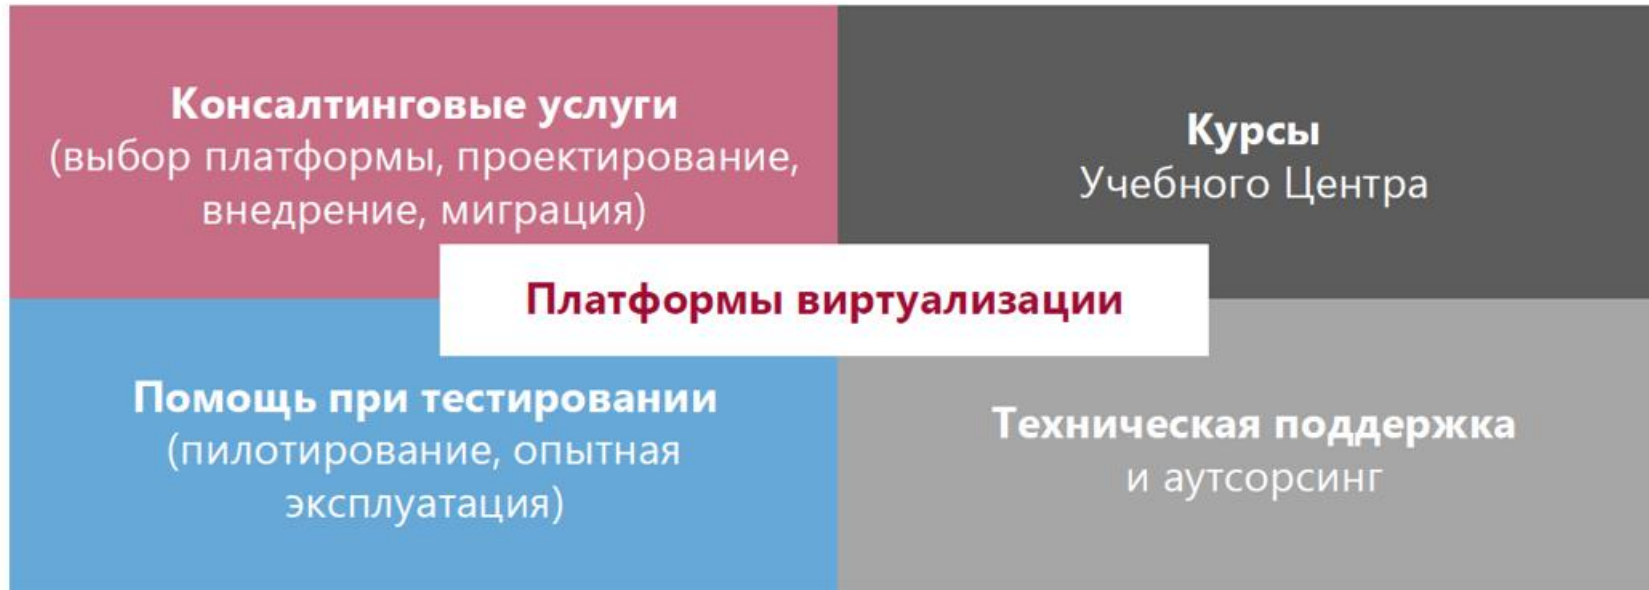 Консалтинговые услуги
(выбор платформы, проектирование,
внедрение, миграция)
Курсы
Учебного Центра
Платформы виртуализации
Помощь при тестировании
(пилотирование, опытная
эксплуатация)
Техническая поддержка
и аутсорсинг